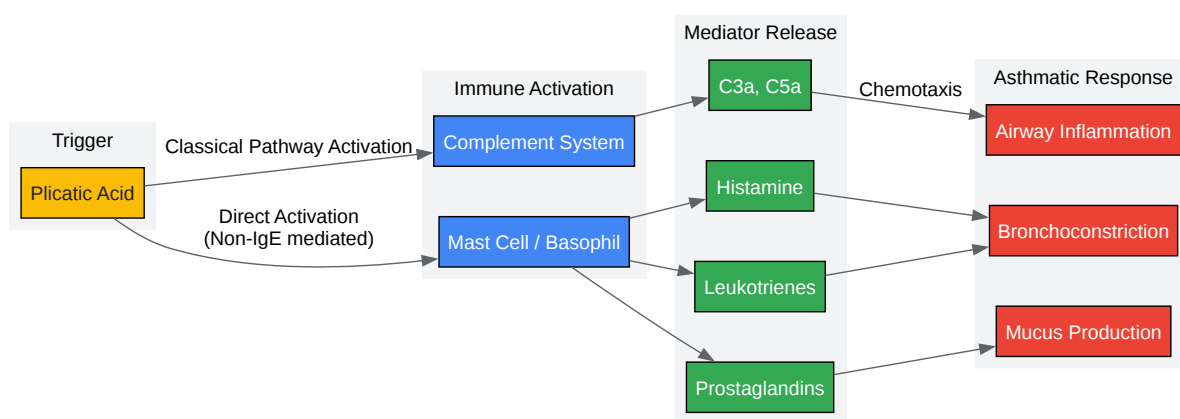 Trigger
Plicatic Acid
Classical Pathway Activation
Direct Activation
(Non-IgE mediated)
Immune Activation
Complement System
Mast Cell / Basophil
Mediator Release
C3a, C5a
Histamine
Leukotrienes
Prostaglandins
Chemotaxis
Asthmatic Response
Airway Inflammation
Bronchoconstriction
Mucus Production